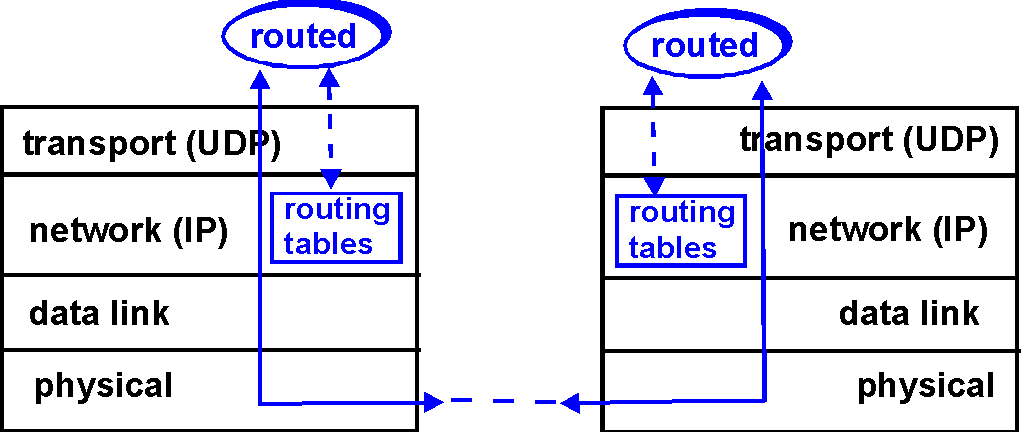 routed
transport (UDP)
network (IP)
routing
tables
data link
physical
routed
transport (UDP)
routing
tables
network (IP)
data link
physical